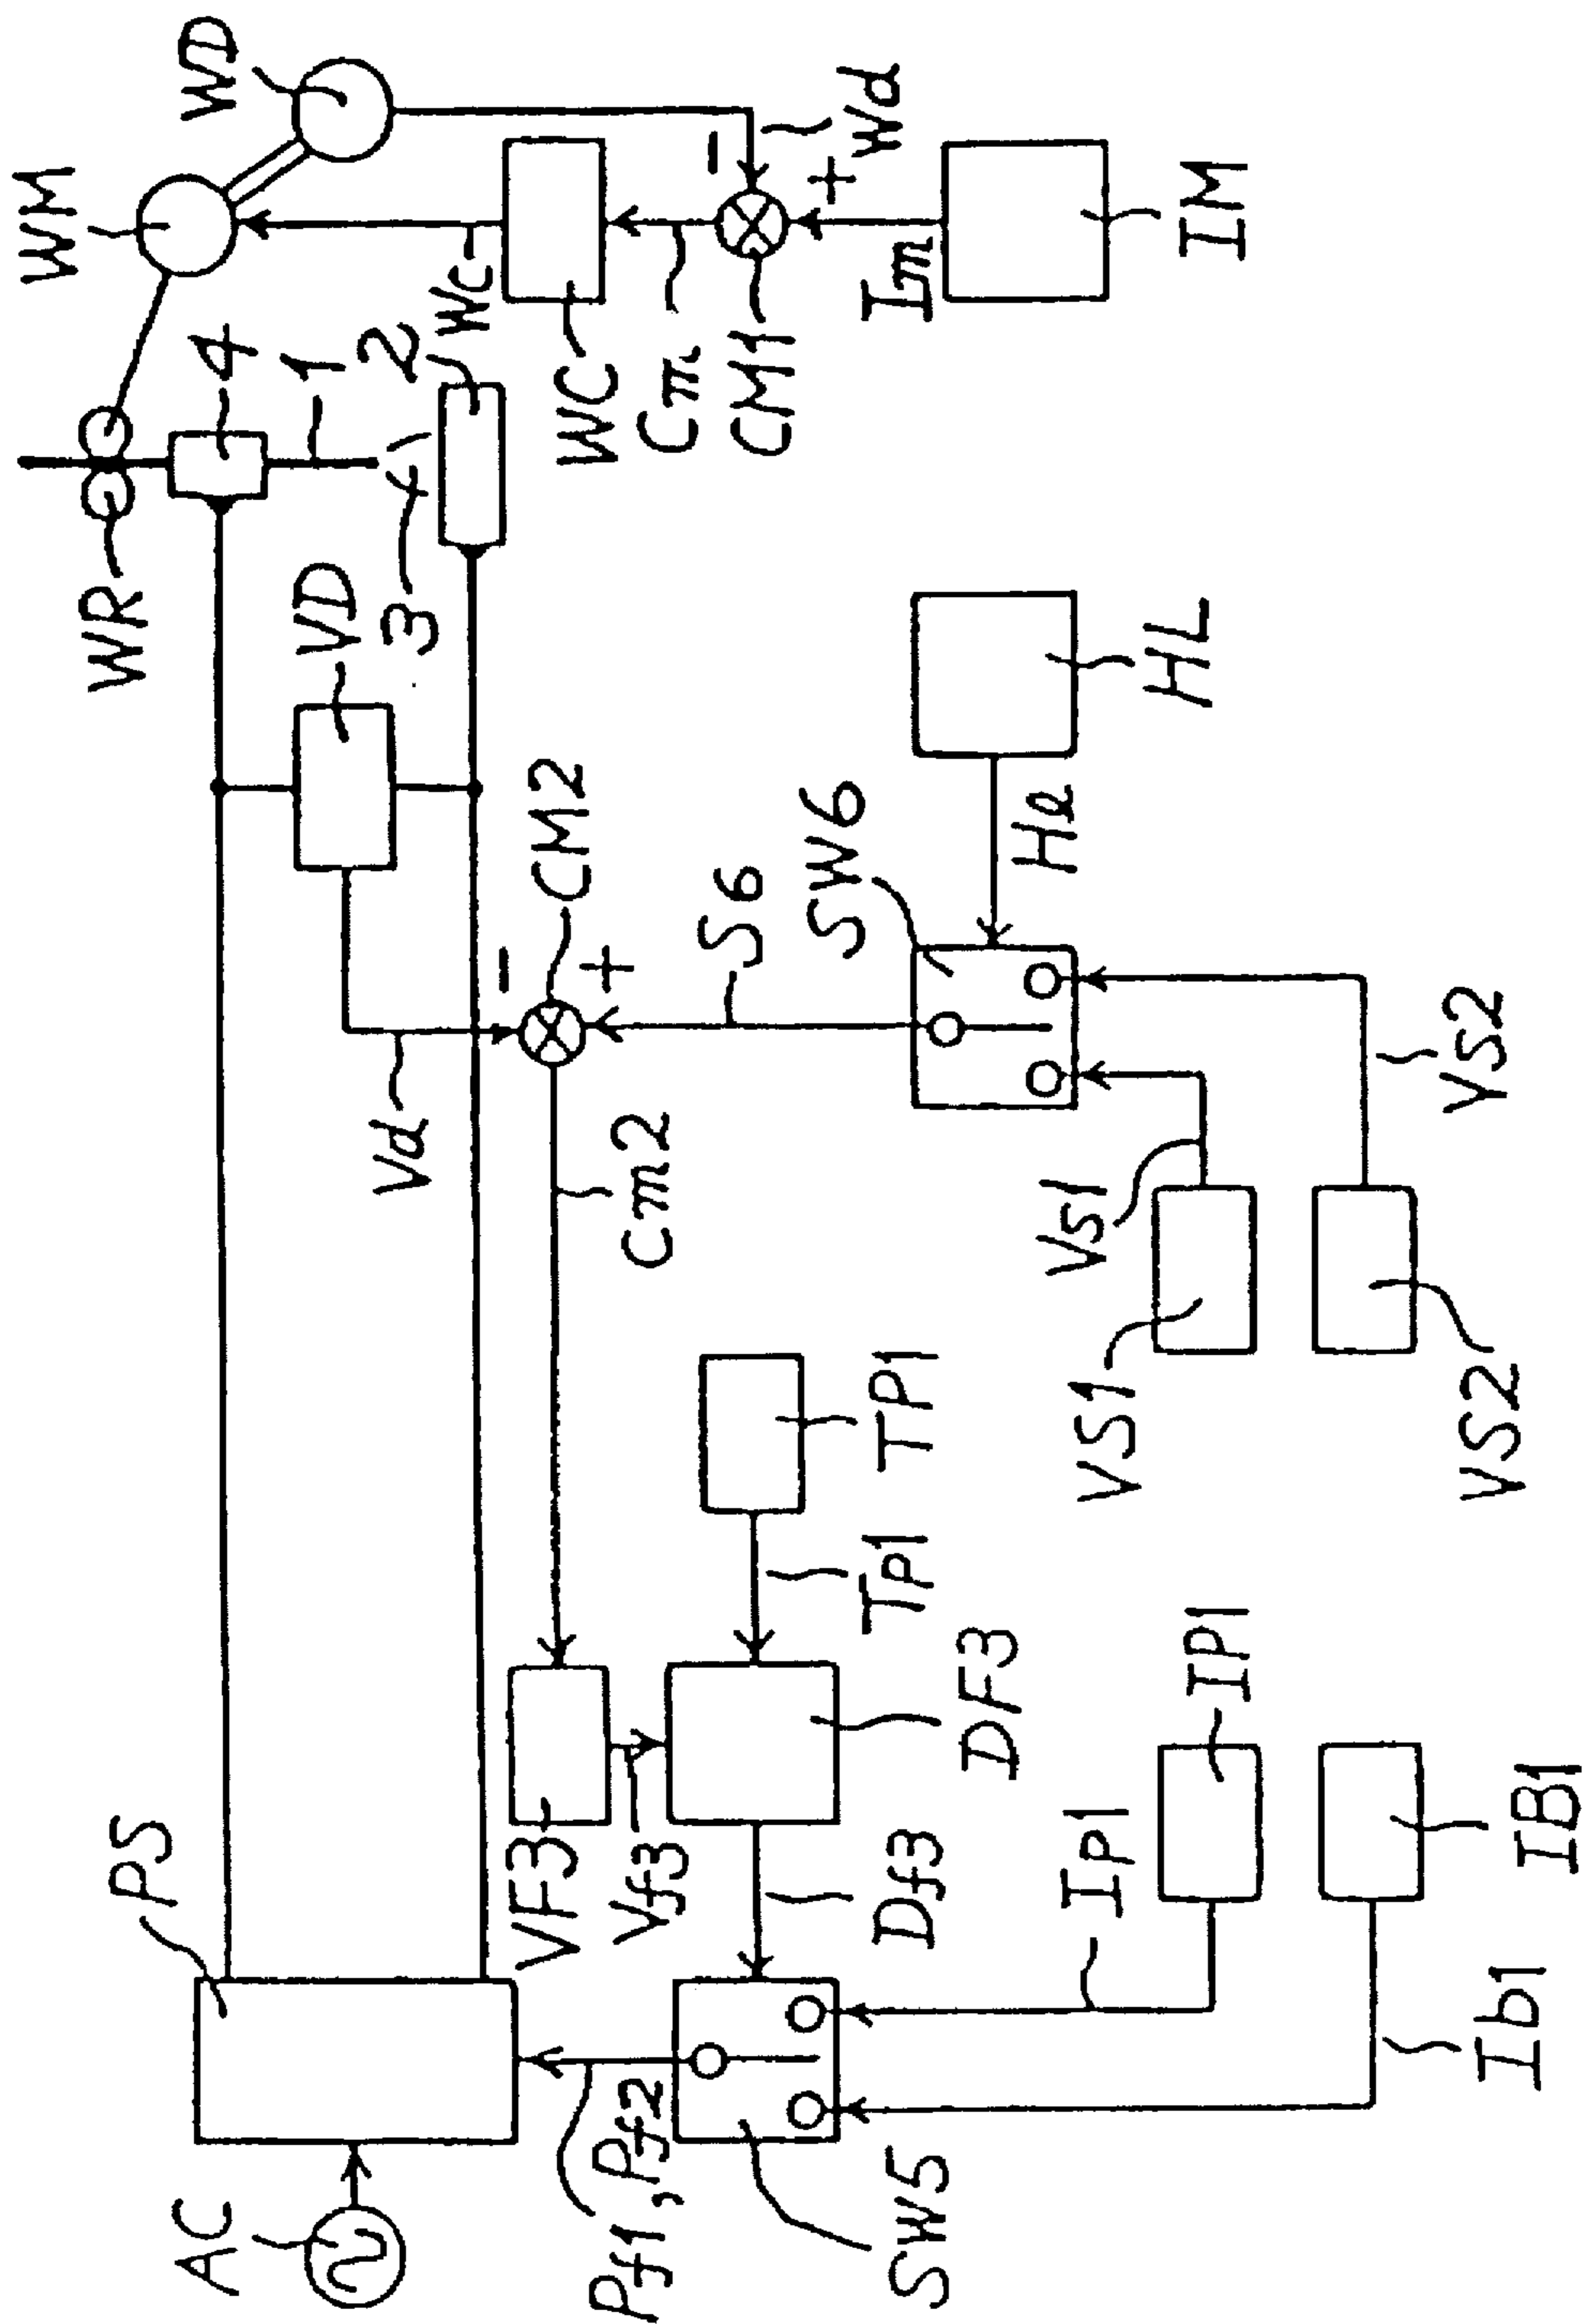 WM
WR
PS
AC
WD
4
1
VD
2
Vd
3
Wc
VF3
-
CM2
+
WC
Pf1, Pf2
Vf3
Cm2
Cm
-
S6
CM1
+
SW6
Wd
Df3
Tp1
TP1
Im
SW5
DF3
Hl
Vs1
Ip1
VS1
HL
IM
IP1
Vs2
VS2
Ib1
IB1